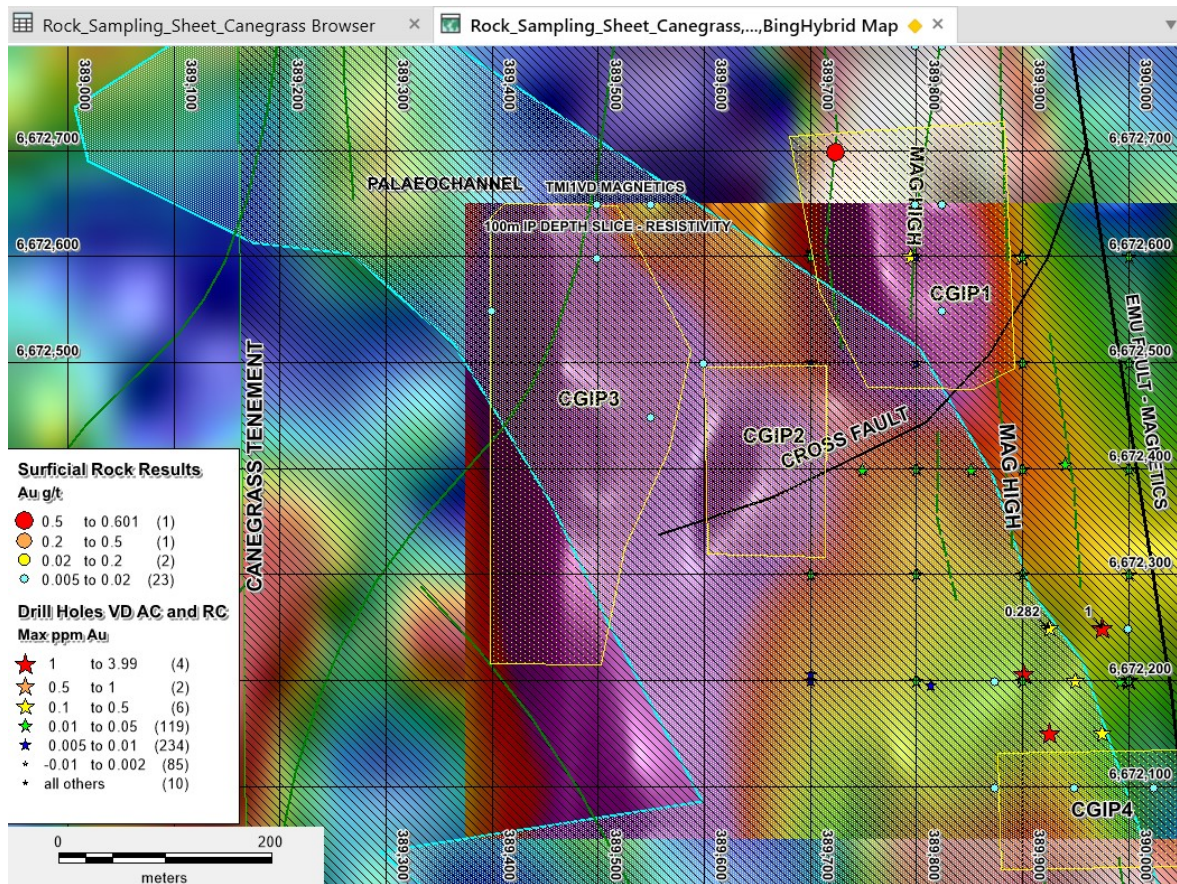 Rock_Sampling_Sheet_Canegrass Browser
Rock_Sampling_Sheet_Canegrass,...,BingHybrid Map
389,000
389,100
389,200
389,300
389,400
389,500
389,600
389,700
389,800
389,900
390,000
6,672,700
6,672,700
PALAEOCHANNEL
TMI1VD MAGNETICS
MAG HIGH
100m IP DEPTH SLICE - RESISTIVITY
6,672,600
6,672,600
CGIP1
EMU FAULT - MAGNETICS
6,672,500
6,672,500
CANEGRASS TENEMENT
CGIP3
CGIP2
CROSS FAULT
MAG HIGH
6,672,400
6,672,300
0.282
1
6,672,200
6,672,100
CGIP4
Surficial Rock Results
Au g/t
0.5 to 0.601 (1)
0.2 to 0.5 (1)
0.02 to 0.2 (2)
0.005 to 0.02 (23)
Drill Holes VD AC and RC
Max ppm Au
1 to 3.99 (4)
0.5 to 1 (2)
0.1 to 0.5 (6)
0.01 to 0.05 (119)
0.005 to 0.01 (234)
-0.01 to 0.002 (85)
all others (10)
0 200
meters
389,300
389,400
389,500
389,600
389,700
389,800
389,900
390,000